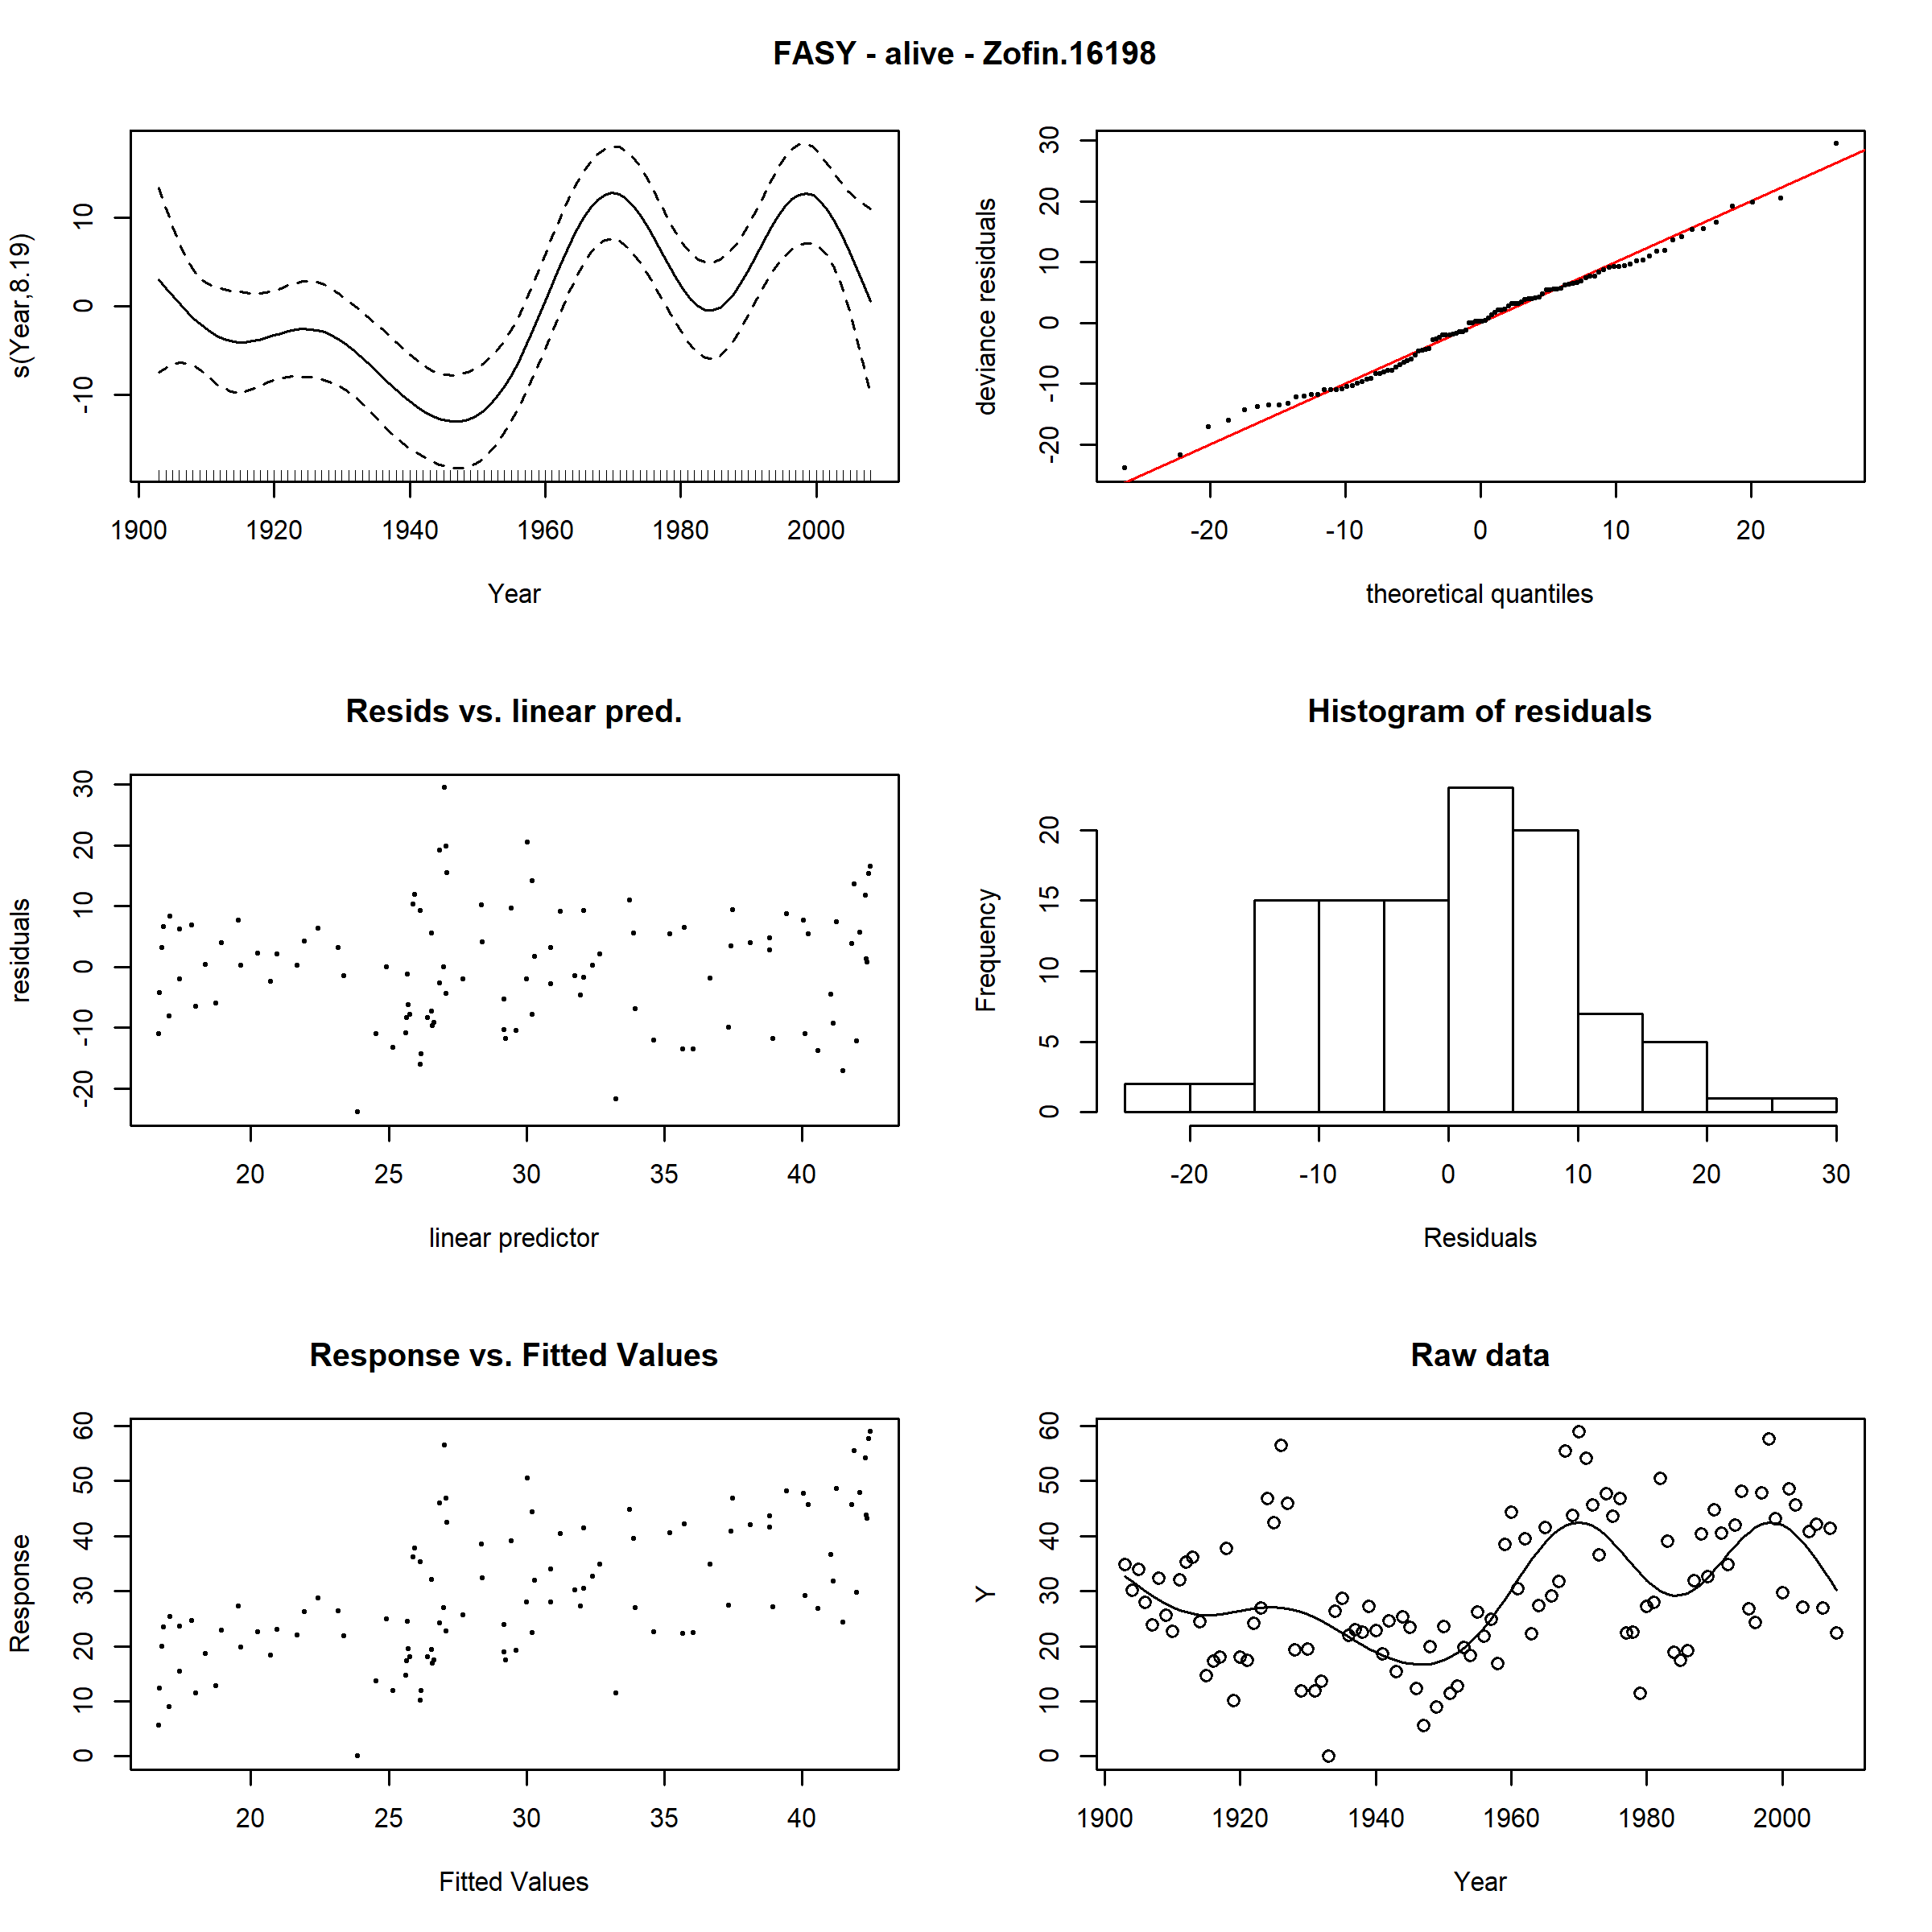 FASY - alive - Zofin.16198
s(Year,8.19)
-10 0 10
1900 1920 1940 1960 1980 2000
Year
deviance residuals
-20 -10 0 10 20 30
-20 -10 0 10 20
theoretical quantiles
Resids vs. linear pred.
residuals
-20 -10 0 10 20 30
20 25 30 35 40
linear predictor
Histogram of residuals
Frequency
0 5 10 15 20
-20 -10 0 10 20 30
Residuals
Response vs. Fitted Values
Response
0 10 20 30 40 50 60
20 25 30 35 40
Fitted Values
Raw data
Y
0 10 20 30 40 50 60
1900 1920 1940 1960 1980 2000
Year